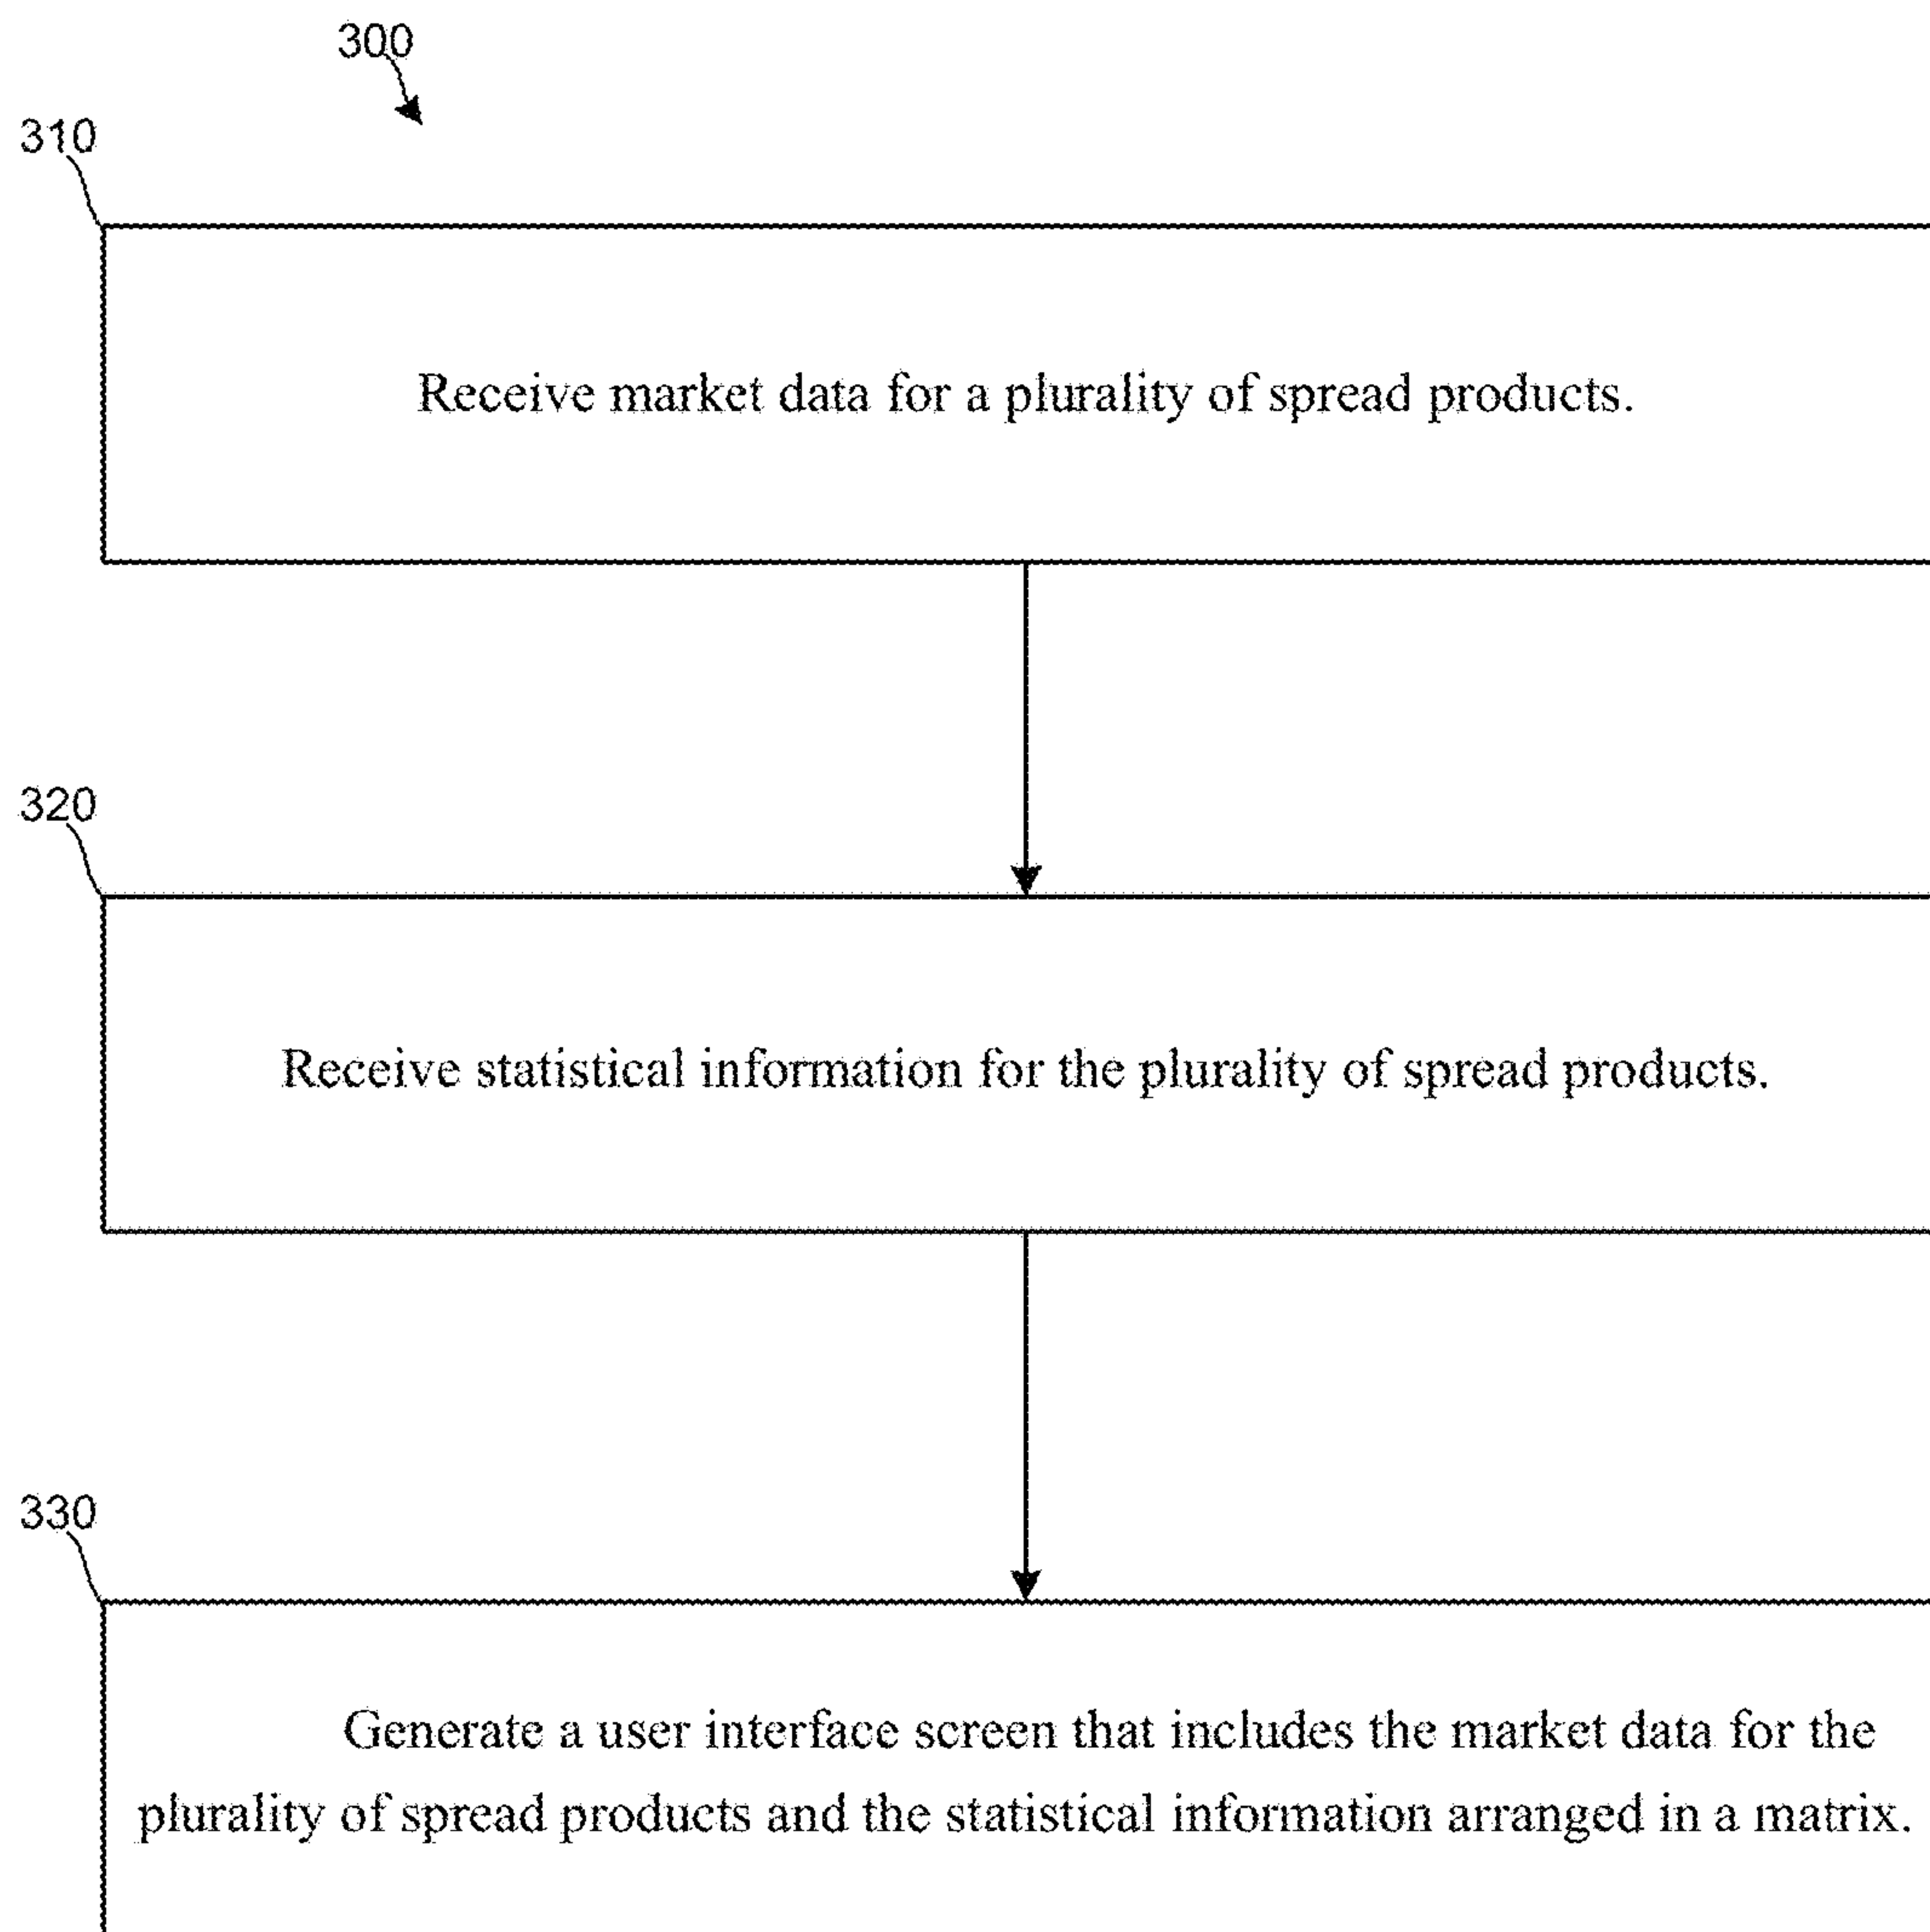 300
310
Receive market data for a plurality of spread products.
320
Receive statistical information for the plurality of spread products.
330
Generate a user interface screen that includes the market data for the
plurality of spread products and the statistical information arranged in a matrix.